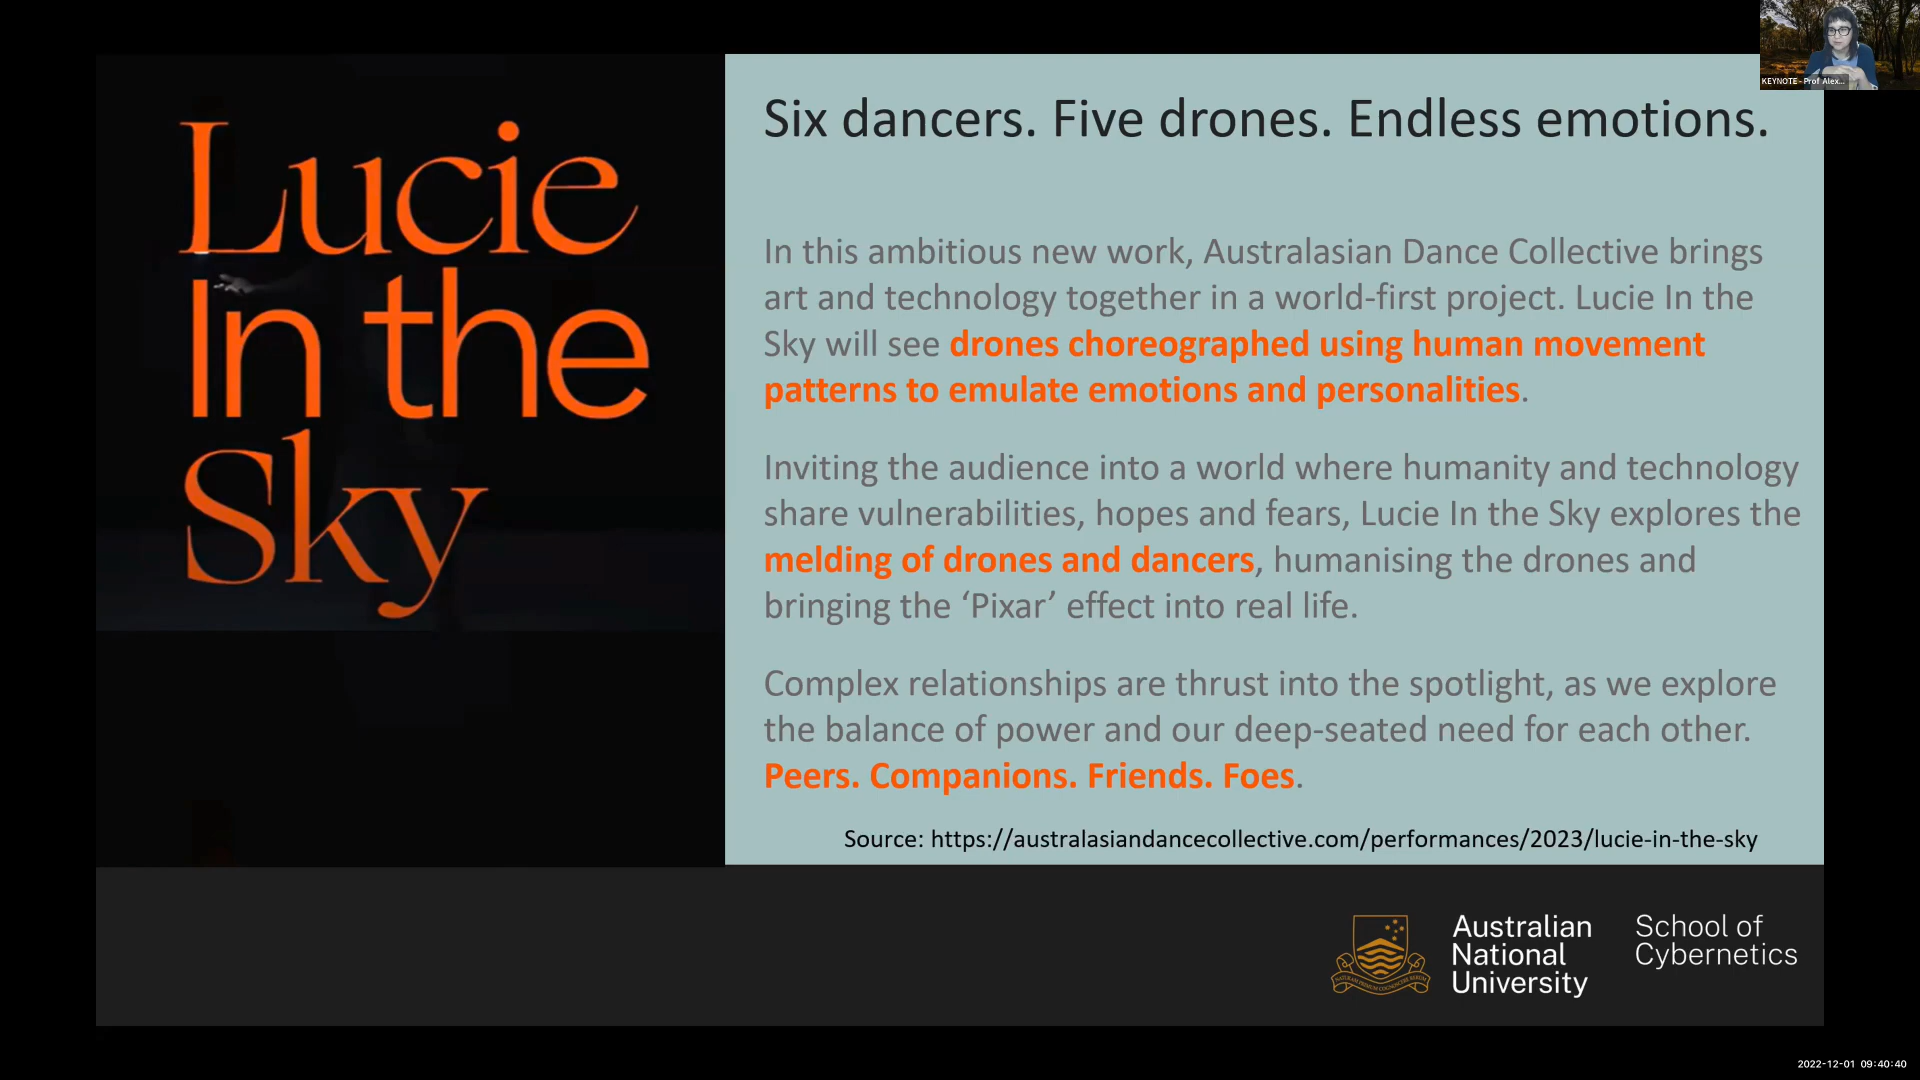 KEYNOTE - Prof Alex...
Lucie
In the
Sky
Six dancers. Five drones. Endless emotions.
In this ambitious new work, Australasian Dance Collective brings
art and technology together in a world-first project. Lucie In the
Sky will see drones choreographed using human movement
patterns to emulate emotions and personalities.
Inviting the audience into a world where humanity and technology
share vulnerabilities, hopes and fears, Lucie In the Sky explores the
melding of drones and dancers, humanising the drones and
bringing the ‘Pixar’ effect into real life.
Complex relationships are thrust into the spotlight, as we explore
the balance of power and our deep-seated need for each other.
Peers. Companions. Friends. Foes.
Source: https://australasiandancecollective.com/performances/2023/lucie-in-the-sky
Australian
National
University
School of
Cybernetics
2022-12-01 09:40:40